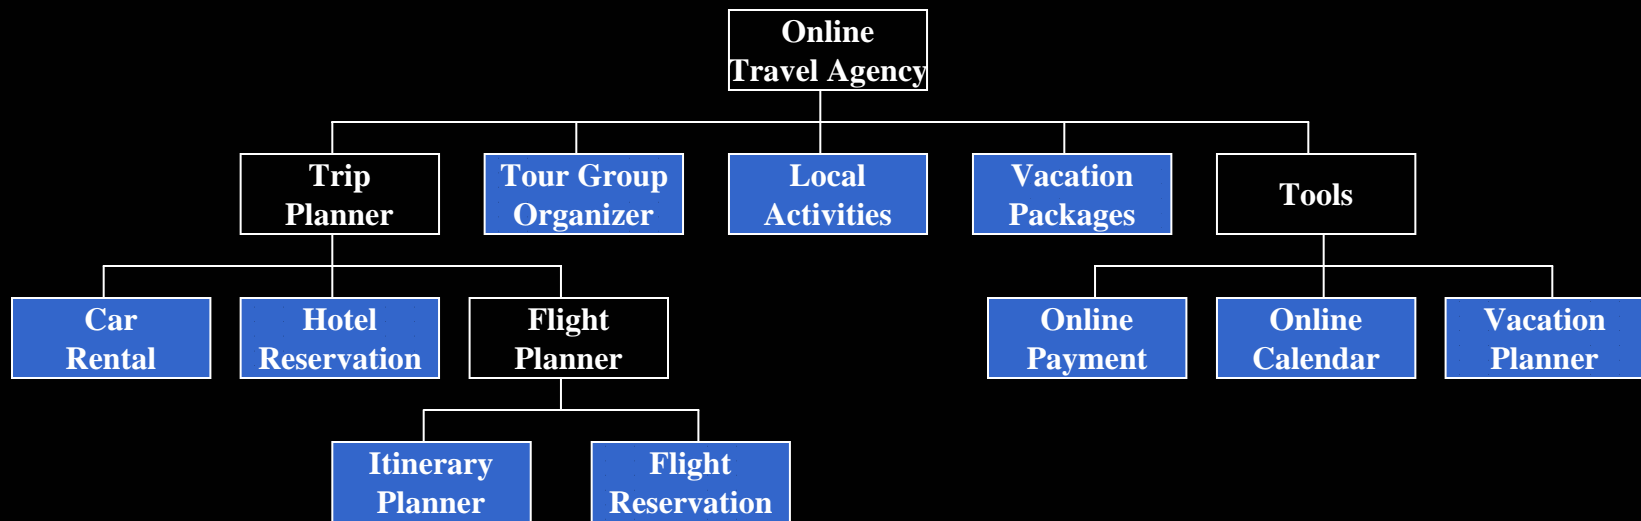 Online
Travel Agency
Trip
Planner
Tour Group
Organizer
Local
Activities
Vacation
Packages
Tools
Car
Rental
Hotel
Reservation
Flight
Planner
Online
Payment
Online
Calendar
Vacation
Planner
Itinerary
Planner
Flight
Reservation